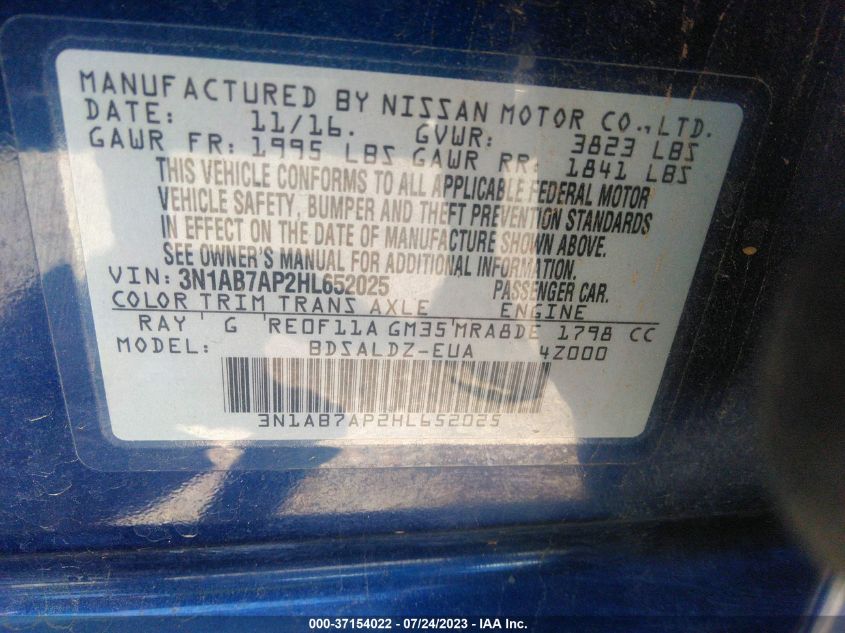 MANUFACTURED BY NISSAN MOTOR CO.,LTD.
DATE: 11/16. GVWR: 3823 LBS
GAWR FR: 1995 LBS GAWR RR: 1841 LBS
THIS VEHICLE CONFORMS TO ALL APPLICABLE FEDERAL MOTOR
VEHICLE SAFETY, BUMPER AND THEFT PREVENTION STANDARDS
IN EFFECT ON THE DATE OF MANUFACTURE SHOWN ABOVE.
SEE OWNER'S MANUAL FOR ADDITIONAL INFORMATION.
VIN: 3N1AB7AP2HL652025 PASSENGER CAR.
COLOR TRIM TRANS AXLE ENGINE
RAY G RE0F11A GM35 MRA8DE 1798 CC
MODEL: BDSALDZ-EUA 4Z000
3N1AB7AP2HL652025
000-37154022 - 07/24/2023 - IAA Inc.